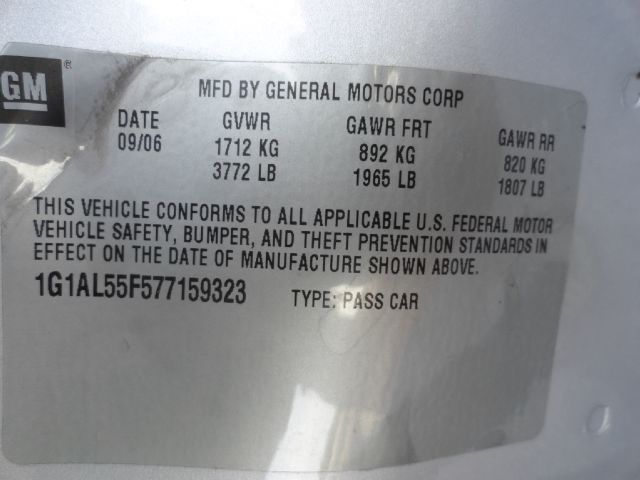 GM ®
MFD BY GENERAL MOTORS CORP
DATE GVWR GAWR FRT GAWR RR
09/06 1712 KG 892 KG 820 KG
3772 LB 1965 LB 1807 LB
THIS VEHICLE CONFORMS TO ALL APPLICABLE U.S. FEDERAL MOTOR
VEHICLE SAFETY, BUMPER, AND THEFT PREVENTION STANDARDS IN
EFFECT ON THE DATE OF MANUFACTURE SHOWN ABOVE.
1G1AL55F577159323 TYPE: PASS CAR